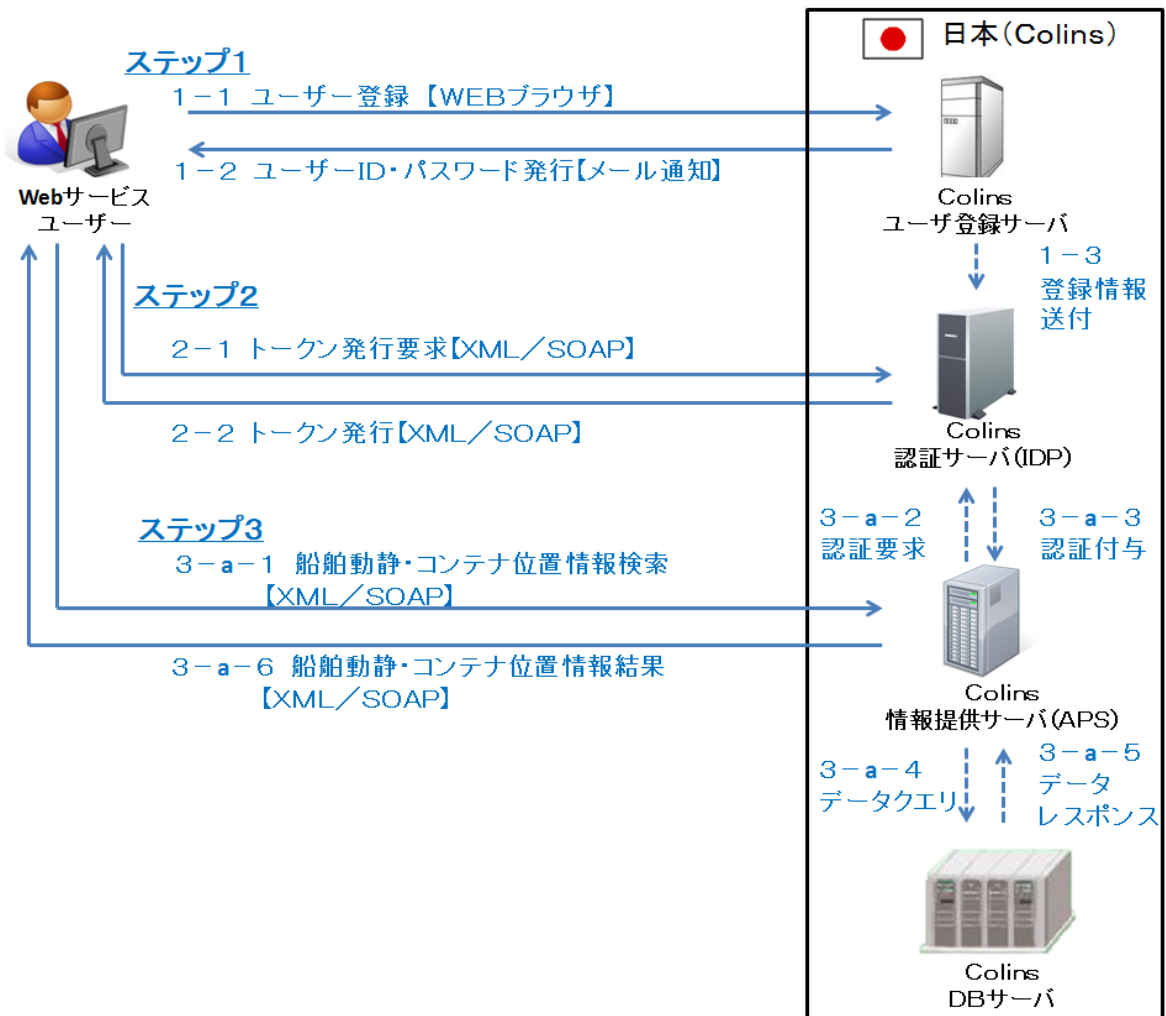 日本(Colins)
ステップ1
1-1 ユーザー登録【WEBブラウザ】
1-2 ユーザーID・パスワード発行【メール通知】
Webサービス
ユーザー
Colins
ユーザ登録サーバ
1-3
登録情報
送付
ステップ2
2-1 トークン発行要求【XML/SOAP】
2-2 トークン発行【XML/SOAP】
Colins
認証サーバ(IDP)
3-a-2
認証要求
3-a-3
認証付与
ステップ3
3-a-1 船舶動静・コンテナ位置情報検索
【XML/SOAP】
3-a-6 船舶動静・コンテナ位置情報結果
【XML/SOAP】
Colins
情報提供サーバ(APS)
3-a-4
データクエリ
3-a-5
データ
レスポンス
Colins
DBサーバ